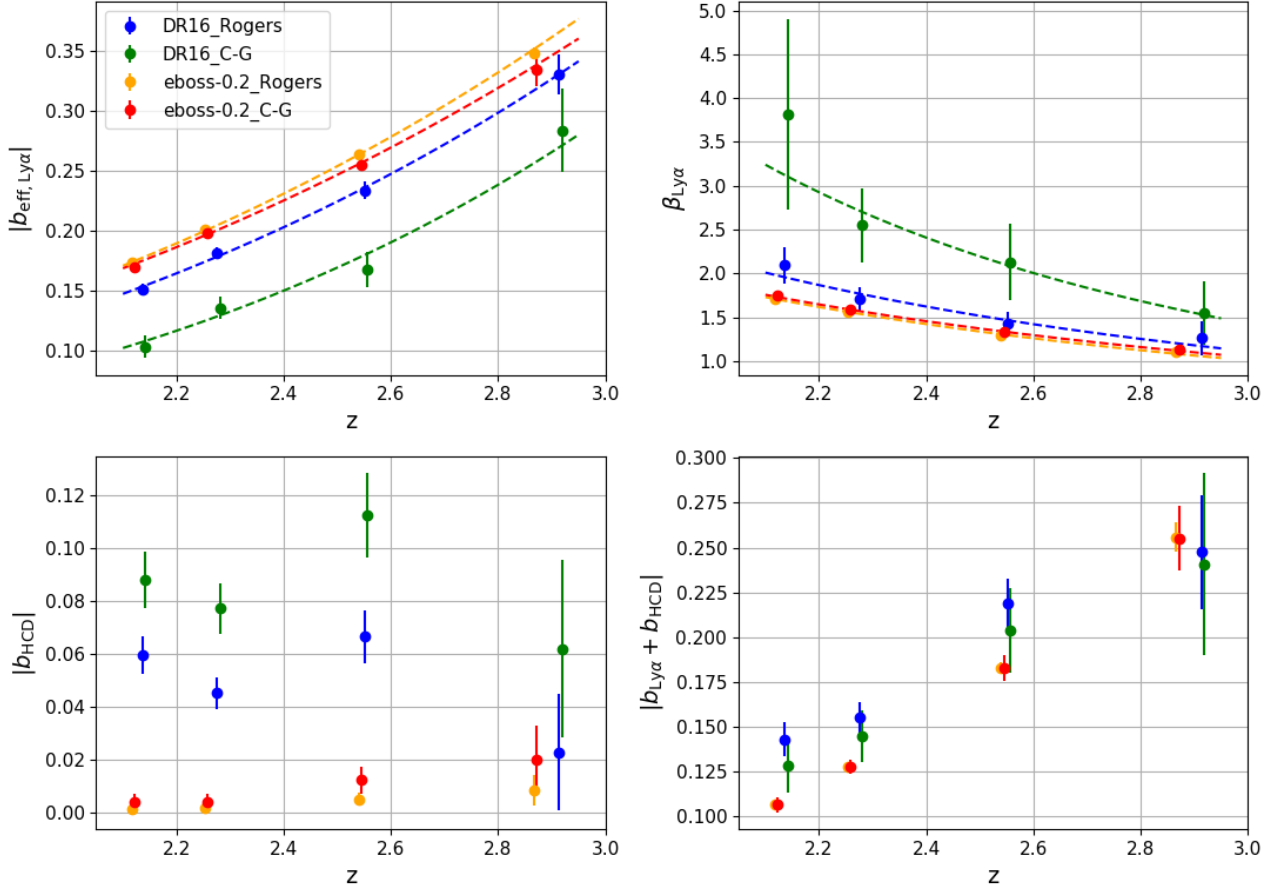 DR16_Rogers
DR16_C-G
eboss-0.2_Rogers
eboss-0.2_C-G
0.35
0.30
0.25
0.20
0.15
0.10
|b_eff, Lyα|
2.2 2.4 2.6 2.8 3.0
z
5.0
4.5
4.0
3.5
3.0
2.5
2.0
1.5
1.0
β_Lyα
2.2 2.4 2.6 2.8 3.0
z
0.12
0.10
0.08
0.06
0.04
0.02
0.00
|b_HCD|
2.2 2.4 2.6 2.8 3.0
z
0.300
0.275
0.250
0.225
0.200
0.175
0.150
0.125
0.100
|b_Lyα + b_HCD|
2.2 2.4 2.6 2.8 3.0
z